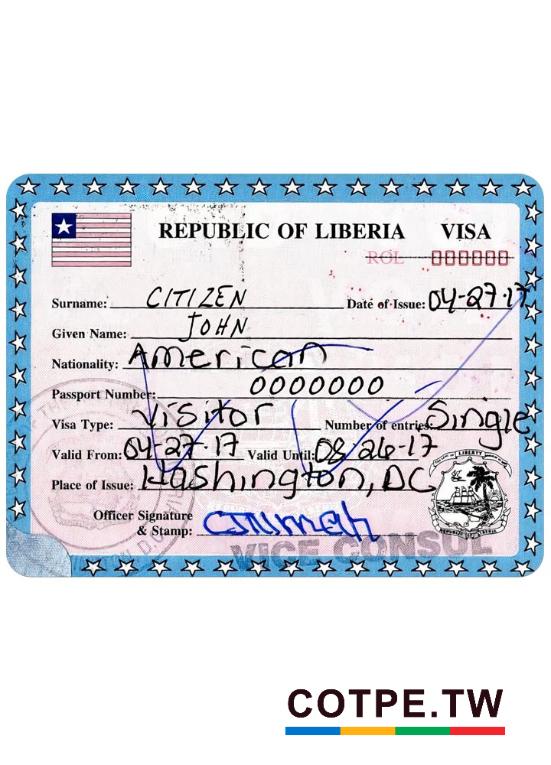 REPUBLIC OF LIBERIA VISA
ROL 000000
Surname: CITIZEN Date of Issue: 04-27-17
Given Name: JOHN
Nationality: American
Passport Number: 0000000
Visa Type: Visitor Number of entries: Single
Valid From: 04-27-17 Valid Until: 08-26-17
Place of Issue: Washington, DC
Officer Signature
& Stamp:
VICE CONSUL
COTPE.TW